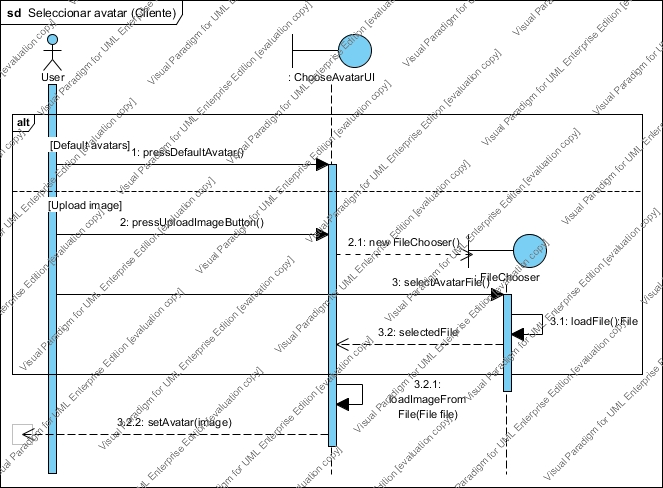 sd Seleccionar avatar (Cliente)
User
: ChooseAvatarUI
alt
[Default avatars]
1: pressDefaultAvatar()
[Upload image]
2: pressUploadImageButton()
2.1: new FileChooser()
FileChooser
3: selectAvatarFile()
3.1: loadFile():File
3.2: selectedFile
3.2.1:
loadImageFrom
File(File file)
3.2.2: setAvatar(image)
Visual Paradigm for UML Enterprise Edition [evaluation copy]